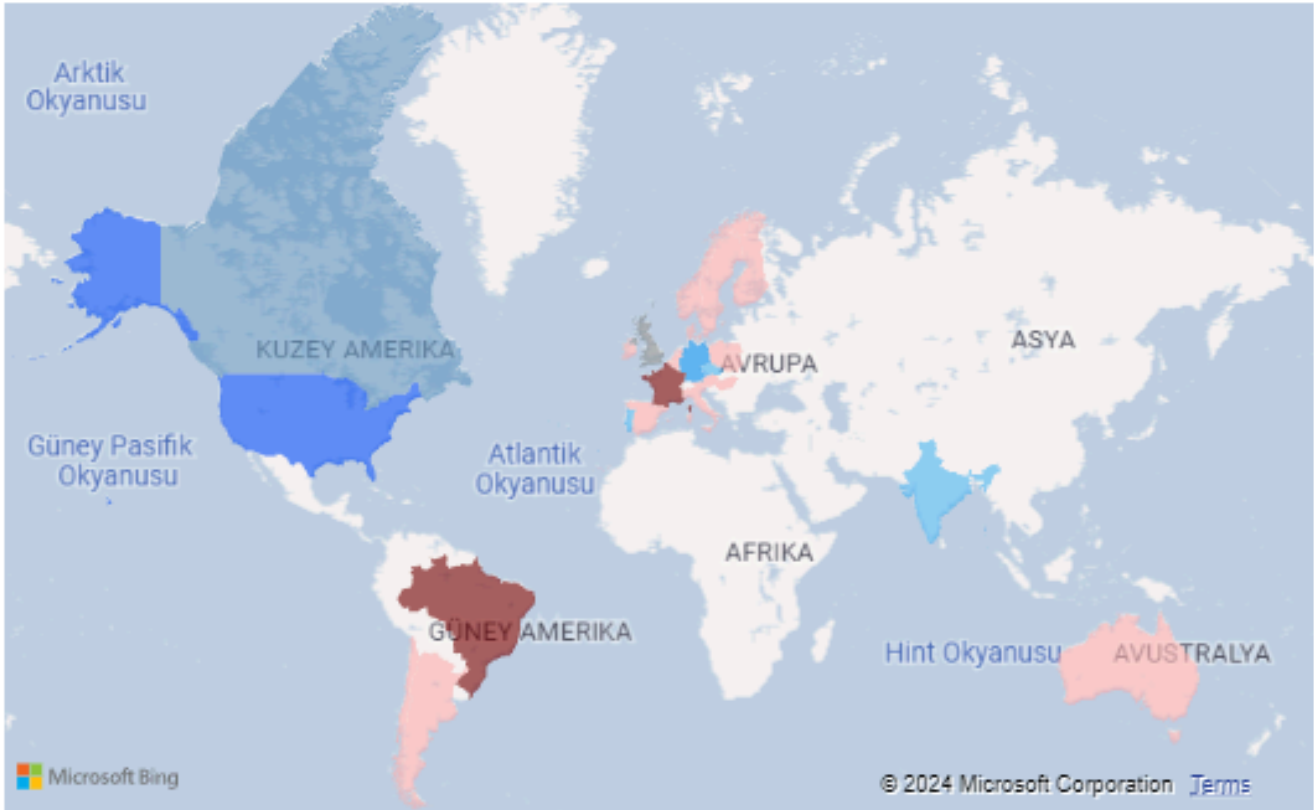 Arktik
Okyanusu
KUZEY AMERIKA
AVRUPA
ASYA
Güney Pasifik
Okyanusu
Atlantik
Okyanusu
AFRIKA
GÜNEY AMERIKA
Hint Okyanusu
AVUSTRALYA
Microsoft Bing
© 2024 Microsoft Corporation Terms